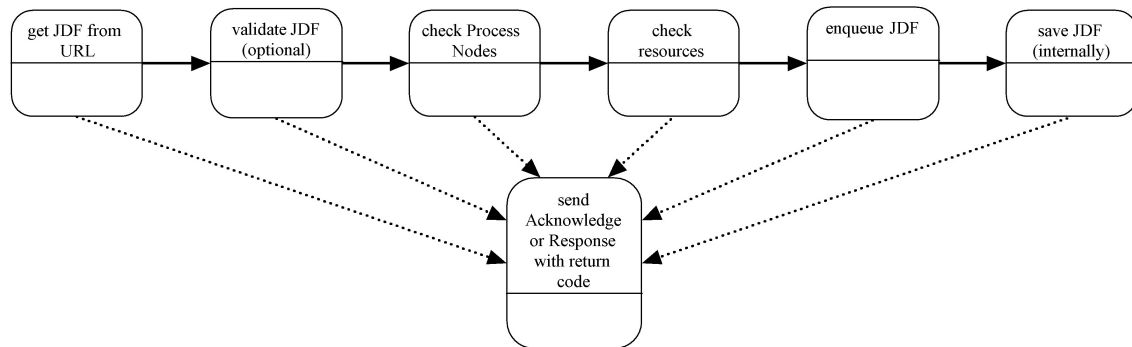 get JDF from
URL
validate JDF
(optional)
check Process
Nodes
check
resources
enqueue JDF
save JDF
(internally)
send
Acknowledge
or Response
with return
code